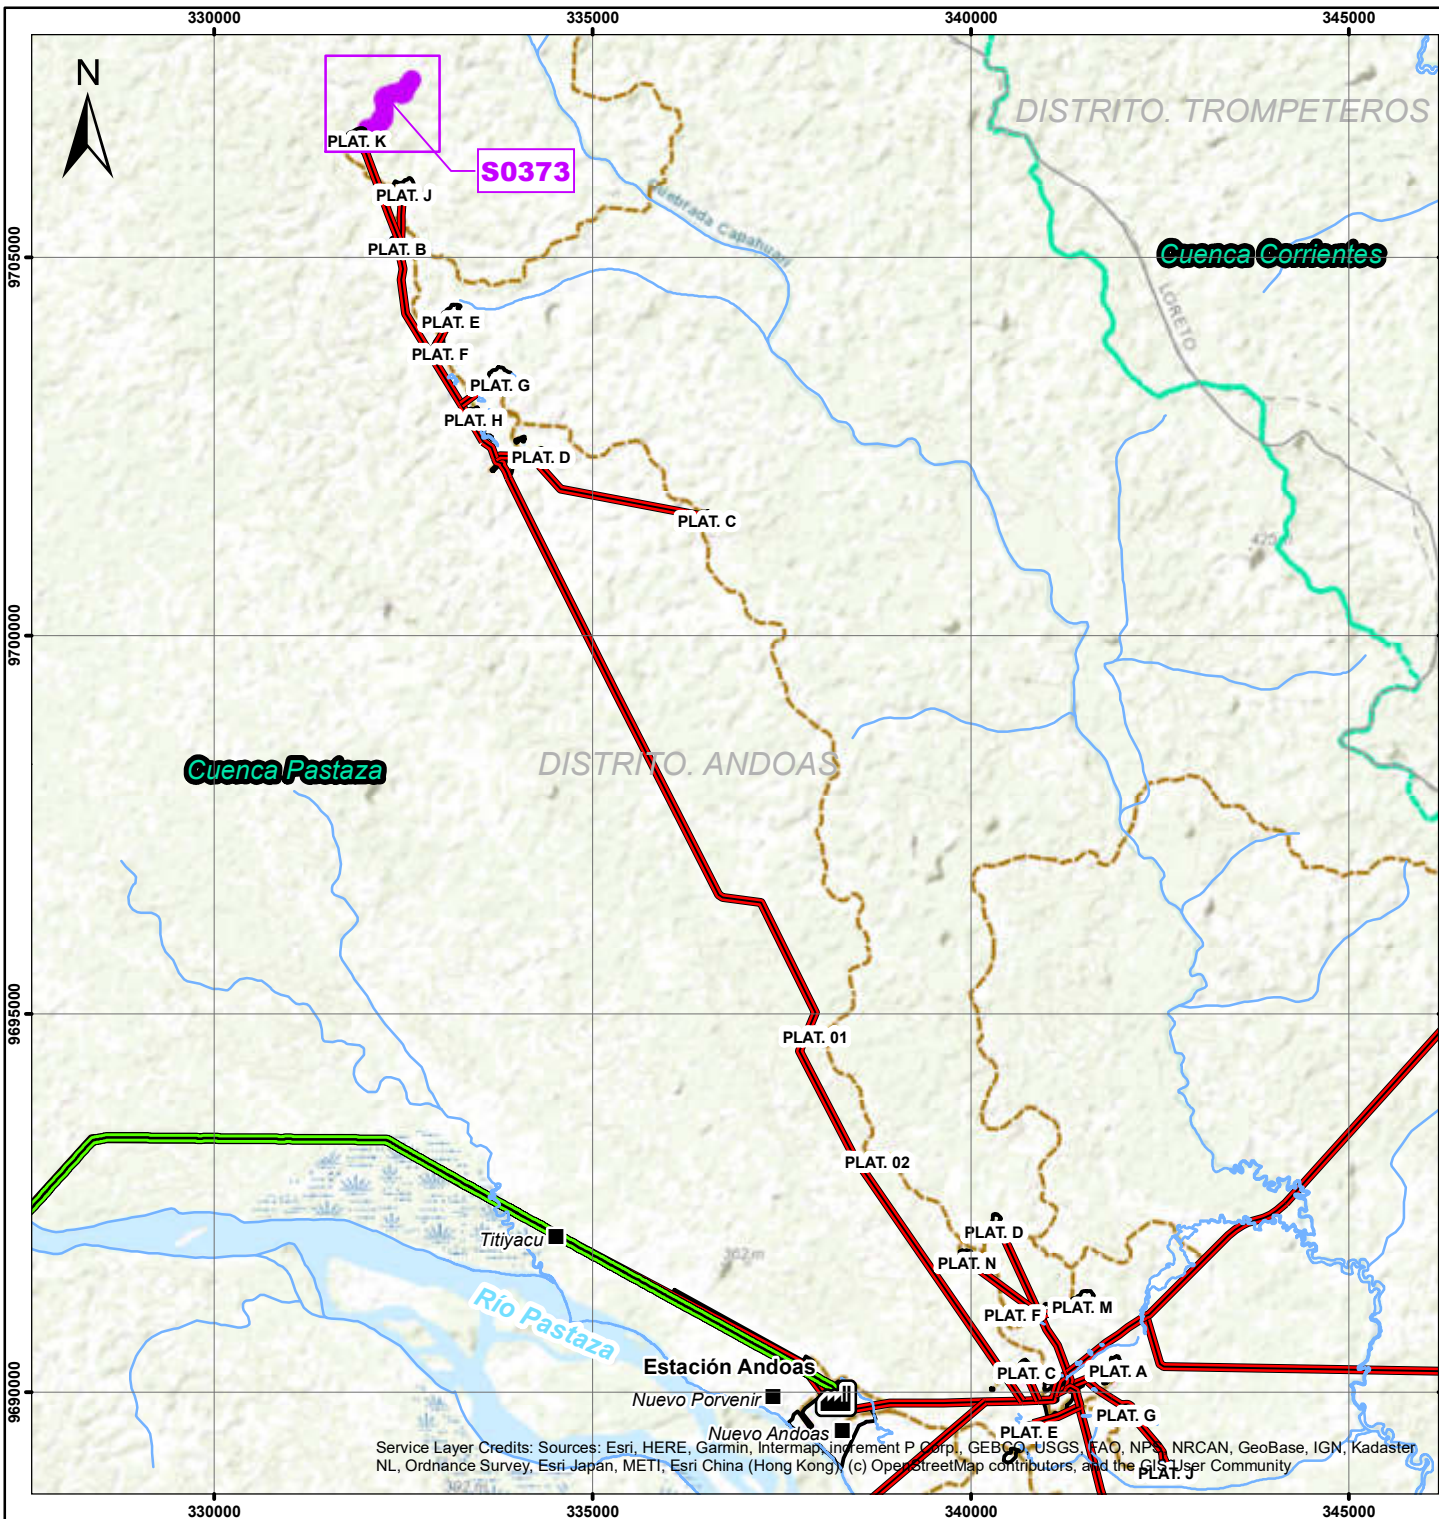 330000
335000
340000
345000
N
DISTRITO. TROMPETEROS
PLAT. K
S0373
PLAT. J
Quebrada Capahuari
PLAT. B
9705000
Cuenca Corrientes
LORETO
PLAT. E
PLAT. F
PLAT. G
PLAT. H
PLAT. D
PLAT. C
425 m
9700000
Cuenca Pastaza
DISTRITO. ANDOAS
9695000
PLAT. 01
PLAT. 02
PLAT. D
Titiyacu
362 m
PLAT. N
Río Pastaza
PLAT. M
PLAT. F
Estación Andoas
PLAT. C
PLAT. A
9690000
Nuevo Porvenir
PLAT. G
Nuevo Andoas
PLAT. E
Service Layer Credits: Sources: Esri, HERE, Garmin, Intermap, increment P Corp., GEBCO, USGS, FAO, NPS, NRCAN, GeoBase, IGN, Kadaster
NL, Ordnance Survey, Esri Japan, METI, Esri China (Hong Kong), (c) OpenStreetMap contributors, and the GIS User Community
PLAT. J
330000
335000
340000
345000